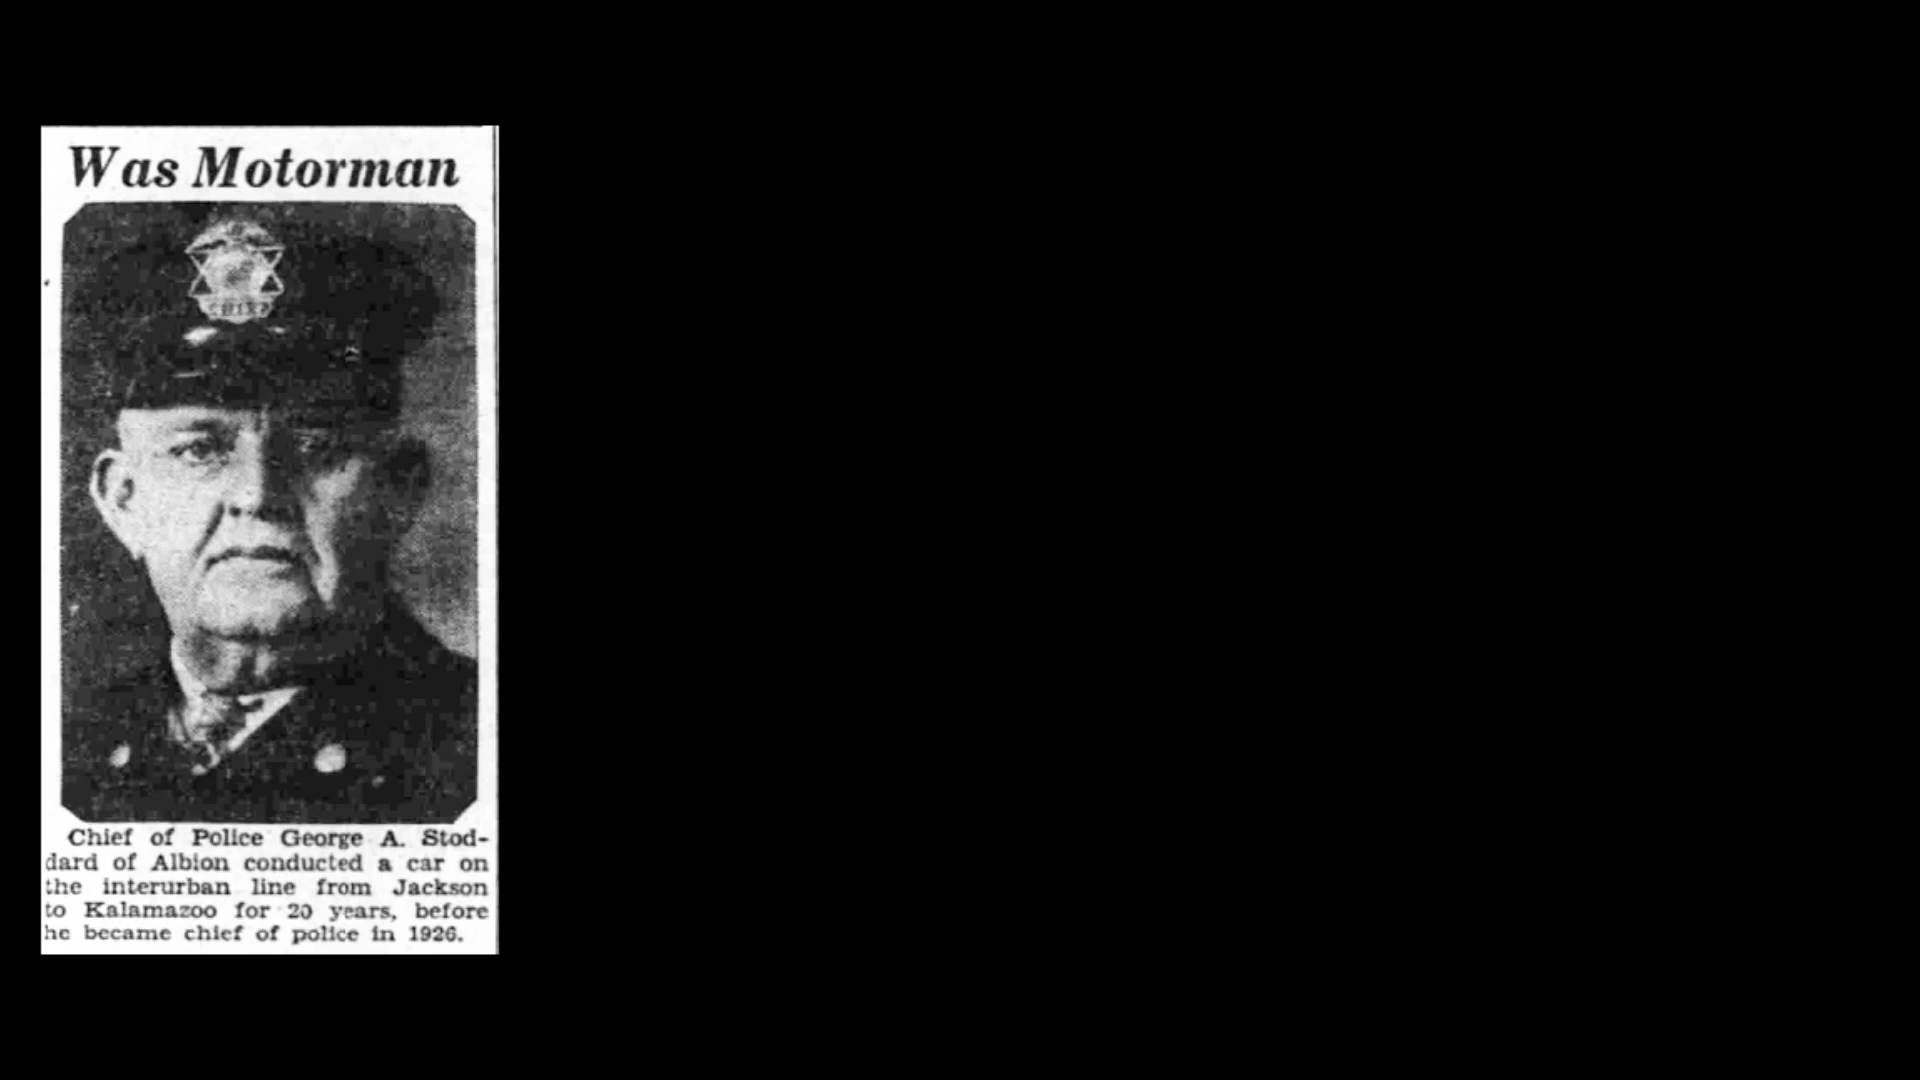 Was Motorman
CHIEF
Chief of Police George A. Stod-
dard of Albion conducted a car on
the interurban line from Jackson
to Kalamazoo for 20 years, before
he became chief of police in 1926.